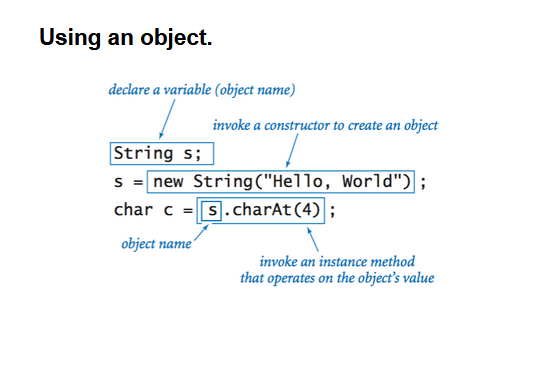 Using an object.
declare a variable (object name)
invoke a constructor to create an object
String s;
s = new String("Hello, World");
char c = s.charAt(4);
object name
invoke an instance method
that operates on the object's value